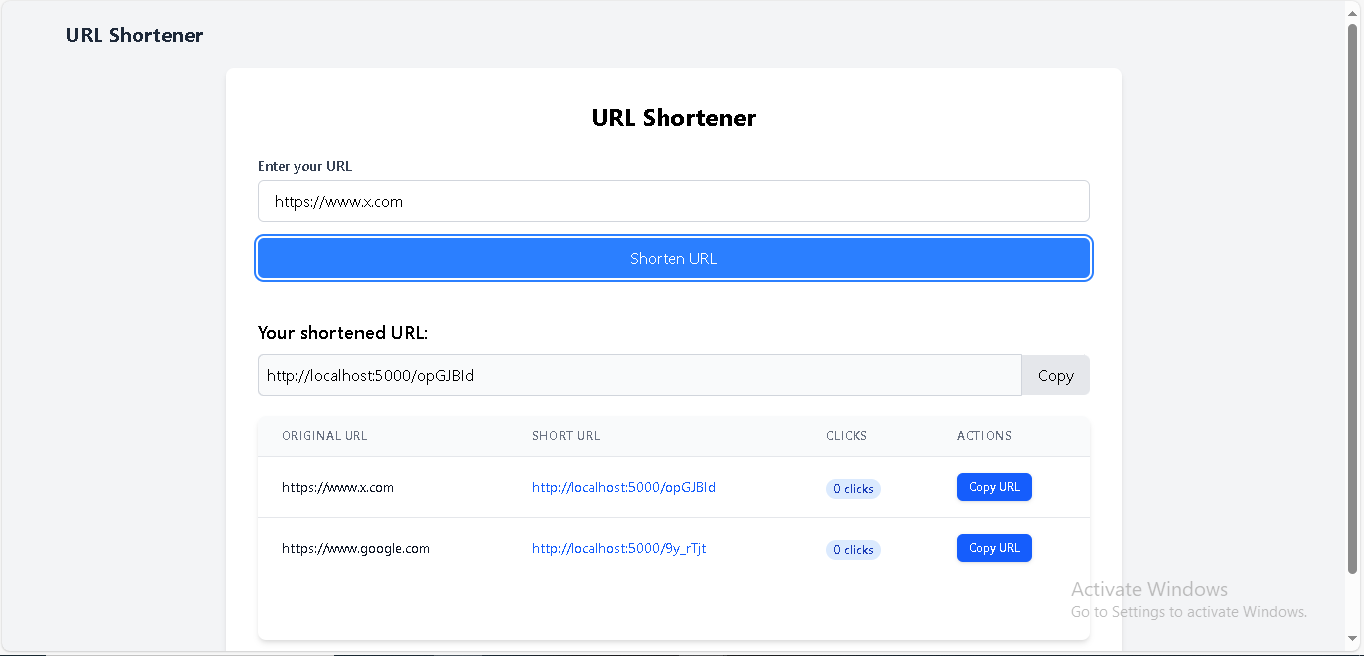 URL Shortener
URL Shortener
Enter your URL
https://www.x.com
Shorten URL
Your shortened URL:
http://localhost:5000/opGJBId
Copy
ORIGINAL URL SHORT URL CLICKS ACTIONS
https://www.x.com http://localhost:5000/opGJBId 0 clicks Copy URL
https://www.google.com http://localhost:5000/9y_rTjt 0 clicks Copy URL
Activate Windows
Go to Settings to activate Windows.